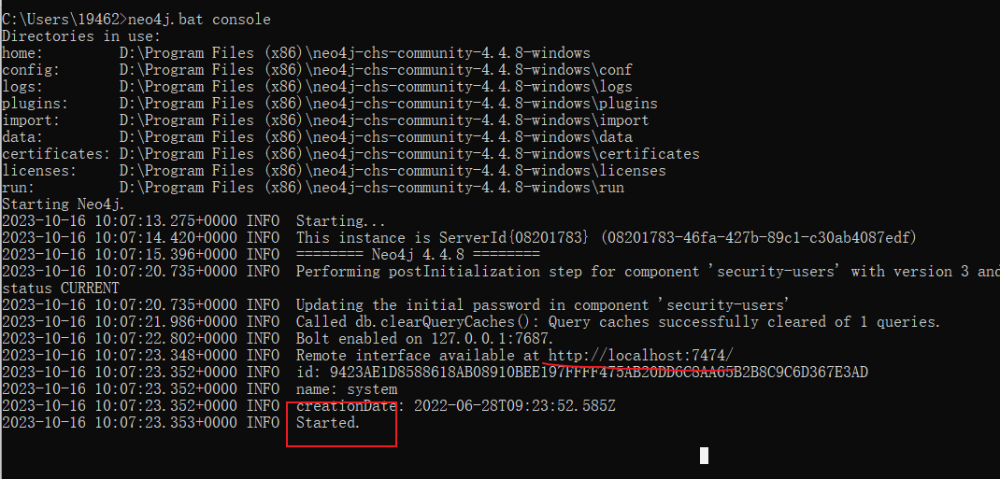 C:\Users\19462>neo4j.bat console
Directories in use:
home:         D:\Program Files (x86)\neo4j-chs-community-4.4.8-windows
config:       D:\Program Files (x86)\neo4j-chs-community-4.4.8-windows\conf
logs:         D:\Program Files (x86)\neo4j-chs-community-4.4.8-windows\logs
plugins:      D:\Program Files (x86)\neo4j-chs-community-4.4.8-windows\plugins
import:       D:\Program Files (x86)\neo4j-chs-community-4.4.8-windows\import
data:         D:\Program Files (x86)\neo4j-chs-community-4.4.8-windows\data
certificates: D:\Program Files (x86)\neo4j-chs-community-4.4.8-windows\certificates
licenses:     D:\Program Files (x86)\neo4j-chs-community-4.4.8-windows\licenses
run:          D:\Program Files (x86)\neo4j-chs-community-4.4.8-windows\run
Starting Neo4j.
2023-10-16 10:07:13.275+0000 INFO  Starting...
2023-10-16 10:07:14.420+0000 INFO  This instance is ServerId{08201783} (08201783-46fa-427b-89c1-c30ab4087edf)
2023-10-16 10:07:15.396+0000 INFO  ======== Neo4j 4.4.8 ========
2023-10-16 10:07:20.735+0000 INFO  Performing postInitialization step for component 'security-users' with version 3 and
status CURRENT
2023-10-16 10:07:20.735+0000 INFO  Updating the initial password in component 'security-users'
2023-10-16 10:07:21.986+0000 INFO  Called db.clearQueryCaches(): Query caches successfully cleared of 1 queries.
2023-10-16 10:07:22.802+0000 INFO  Bolt enabled on 127.0.0.1:7687.
2023-10-16 10:07:23.348+0000 INFO  Remote interface available at http://localhost:7474/
2023-10-16 10:07:23.352+0000 INFO  id: 9423AE1D8588618AB08910BEE197FFFF475AB20DD6C8AA65B2B8C9C6D367E3AD
2023-10-16 10:07:23.352+0000 INFO  name: system
2023-10-16 10:07:23.352+0000 INFO  creationDate: 2022-06-28T09:23:52.585Z
2023-10-16 10:07:23.353+0000 INFO  Started.